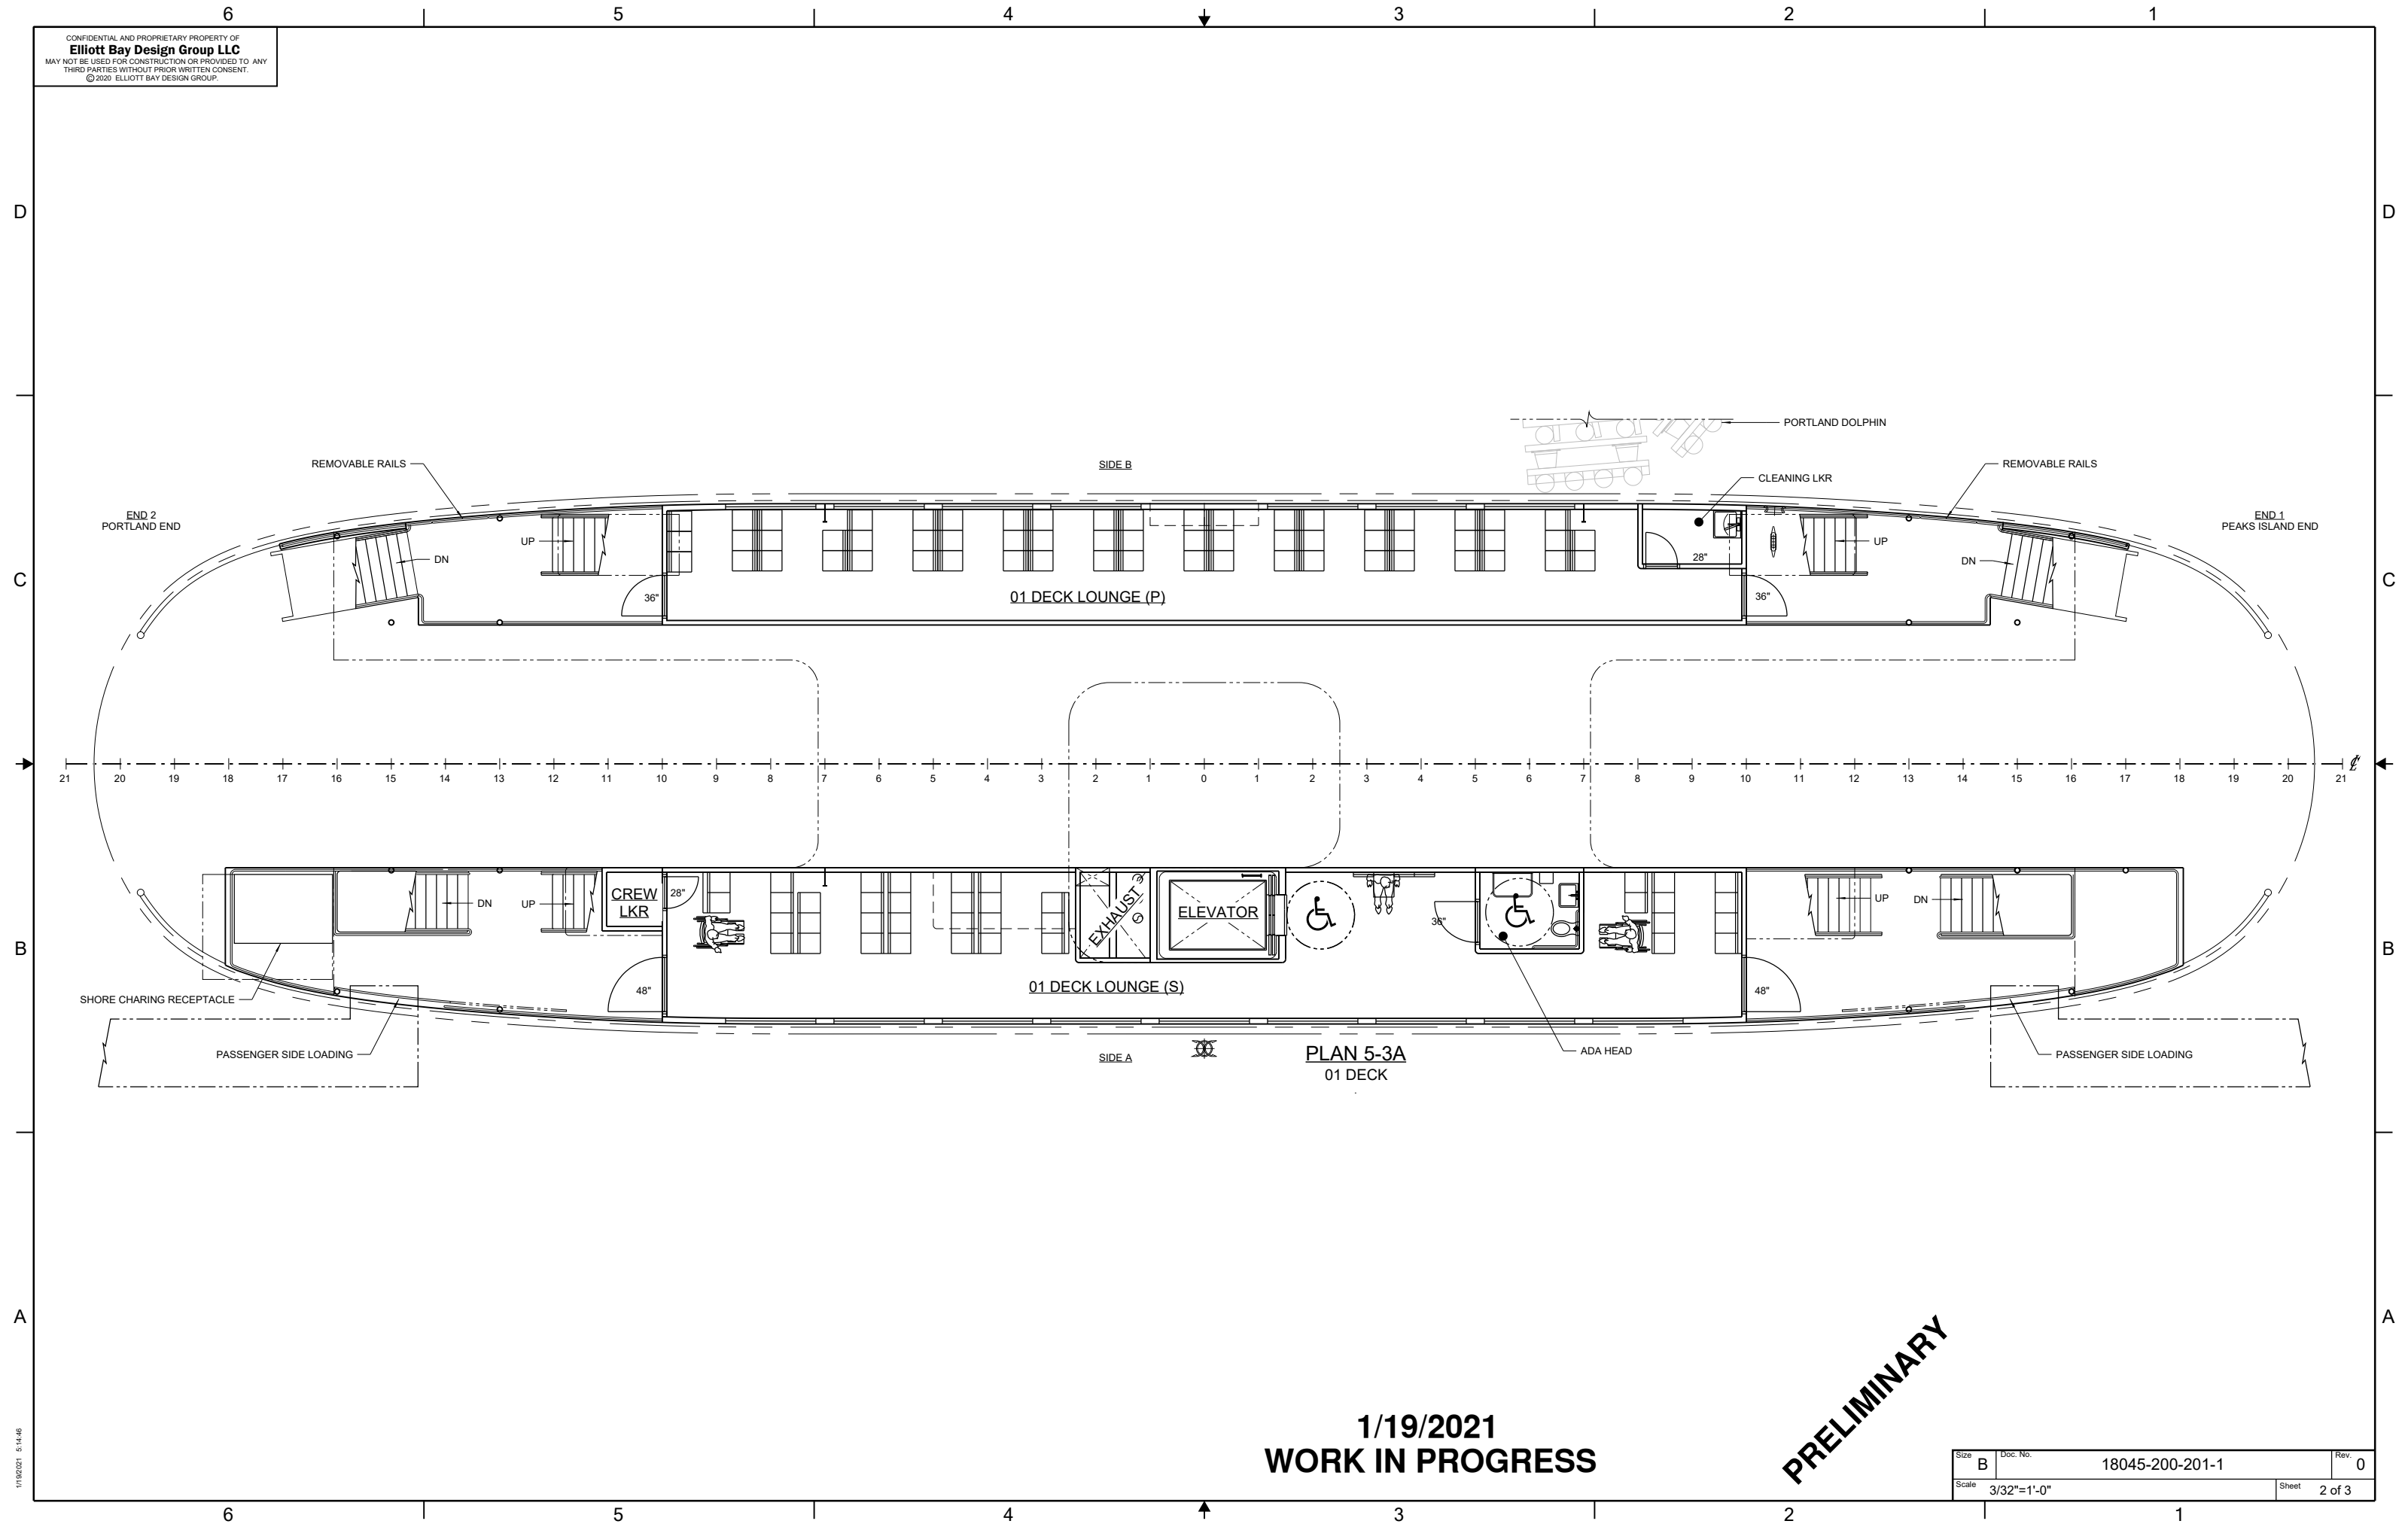 6 5 4 3 2 1
CONFIDENTIAL AND PROPRIETARY PROPERTY OF
Elliott Bay Design Group LLC
MAY NOT BE USED FOR CONSTRUCTION OR PROVIDED TO ANY
THIRD PARTIES WITHOUT PRIOR WRITTEN CONSENT.
© 2020 ELLIOTT BAY DESIGN GROUP.
D D
PORTLAND DOLPHIN
REMOVABLE RAILS
SIDE B
REMOVABLE RAILS
CLEANING LKR
END 2
PORTLAND END
END 1
PEAKS ISLAND END
UP
DN
28"
UP
DN
C C
36"
01 DECK LOUNGE (P)
36"
21 20 19 18 17 16 15 14 13 12 11 10 9 8 7 6 5 4 3 2 1 0 1 2 3 4 5 6 7 8 9 10 11 12 13 14 15 16 17 18 19 20 21
DN
UP
CREW
LKR
28"
EXHAUST
ELEVATOR
36"
UP
DN
B B
48"
01 DECK LOUNGE (S)
48"
SHORE CHARING RECEPTACLE
PASSENGER SIDE LOADING
SIDE A
PLAN 5-3A
01 DECK
ADA HEAD
PASSENGER SIDE LOADING
A A
PRELIMINARY
1/19/2021
WORK IN PROGRESS
1/19/2021 5:14:46
Size B Doc. No. 18045-200-201-1 Rev. 0
Scale 3/32"=1'-0" Sheet 2 of 3
6 5 4 3 2 1